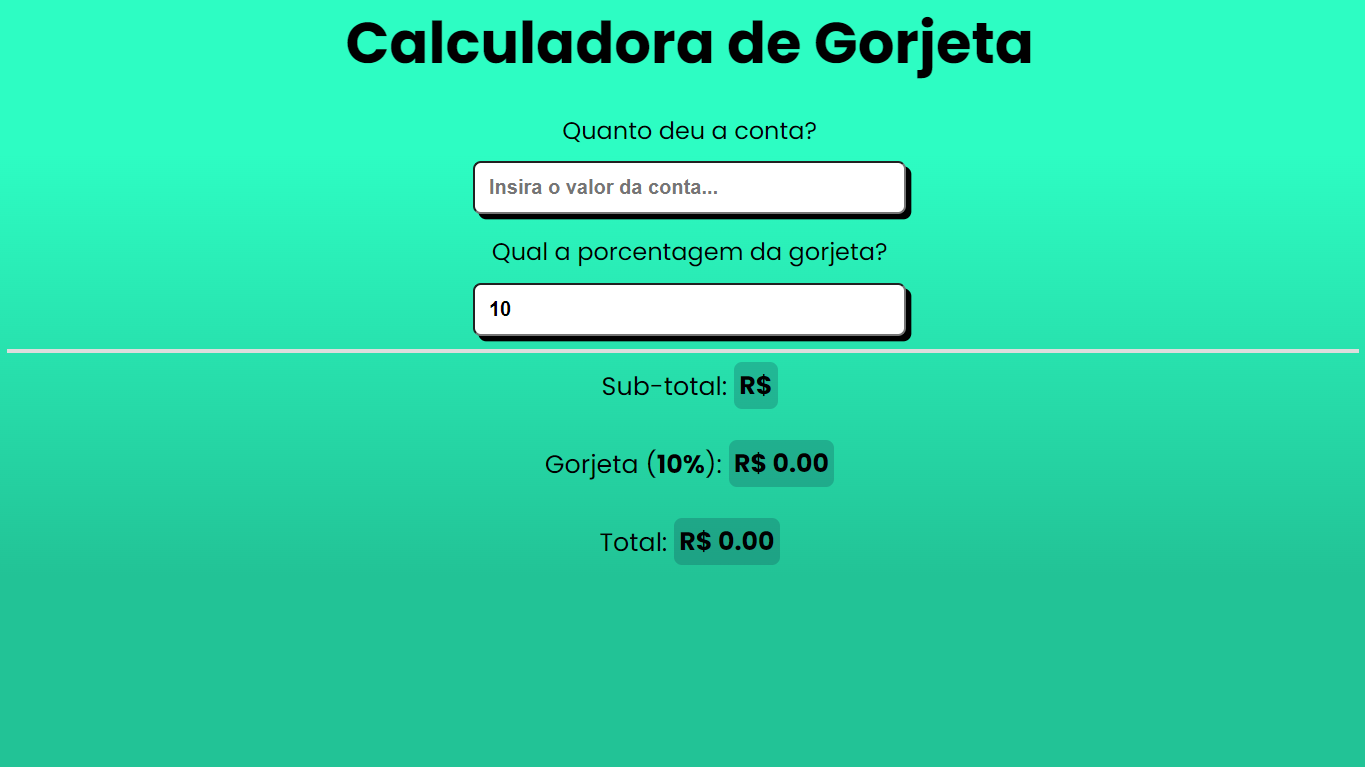 Calculadora de Gorjeta
Quanto deu a conta?
Insira o valor da conta...
Qual a porcentagem da gorjeta?
10
Sub-total: R$
Gorjeta (10%): R$ 0.00
Total: R$ 0.00